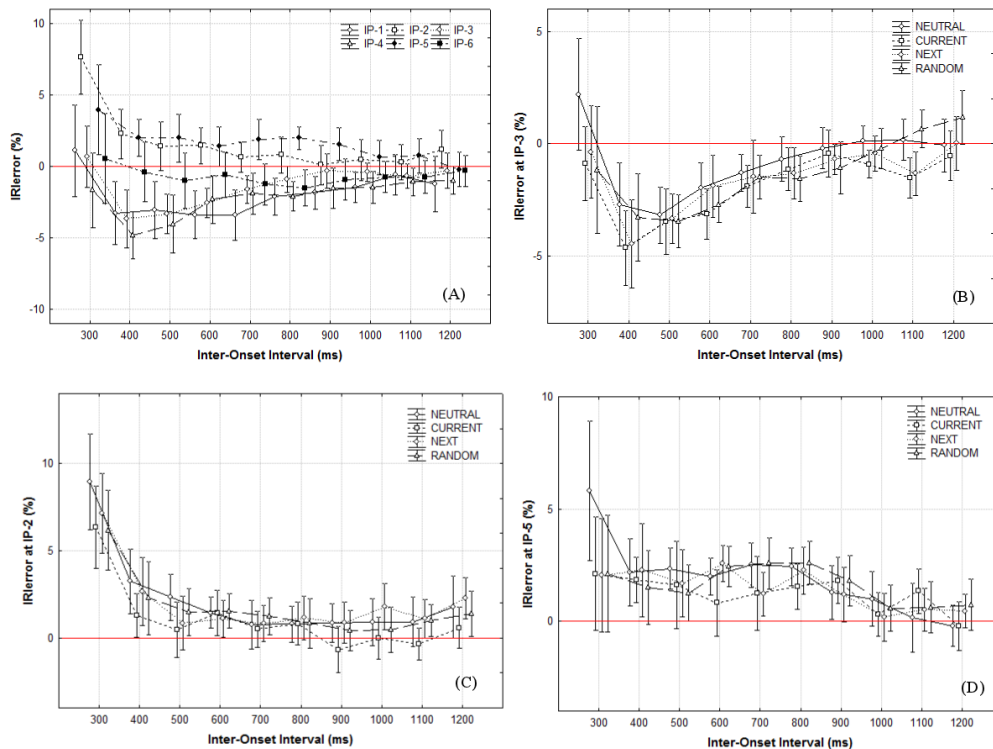 IP-1 IP-2 IP-3
IP-4 IP-5 IP-6
10
5
0
-5
-10
IRIerror (%)
300 400 500 600 700 800 900 1000 1100 1200
Inter-Onset Interval (ms)
(A)
NEUTRAL
CURRENT
NEXT
RANDOM
5
0
-5
IRIerror at IP-3 (%)
300 400 500 600 700 800 900 1000 1100 1200
Inter-Onset Interval (ms)
(B)
NEUTRAL
CURRENT
NEXT
RANDOM
10
5
0
IRIerror at IP-2 (%)
300 400 500 600 700 800 900 1000 1100 1200
Inter-Onset Interval (ms)
(C)
NEUTRAL
CURRENT
NEXT
RANDOM
10
5
0
IRIerror at IP-5 (%)
300 400 500 600 700 800 900 1000 1100 1200
Inter-Onset Interval (ms)
(D)